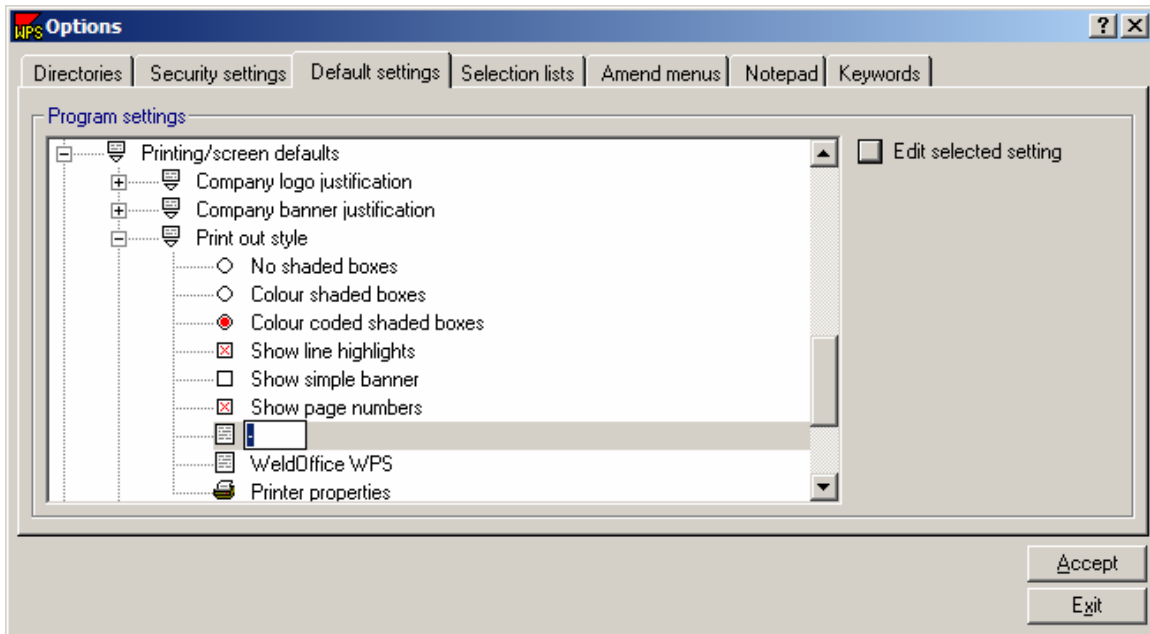 WPS Options
Directories Security settings Default settings Selection lists Amend menus Notepad Keywords
Program settings
Printing/screen defaults
Edit selected setting
Company logo justification
Company banner justification
Print out style
No shaded boxes
Colour shaded boxes
Colour coded shaded boxes
Show line highlights
Show simple banner
Show page numbers
-
WeldOffice WPS
Printer properties
Accept
Exit